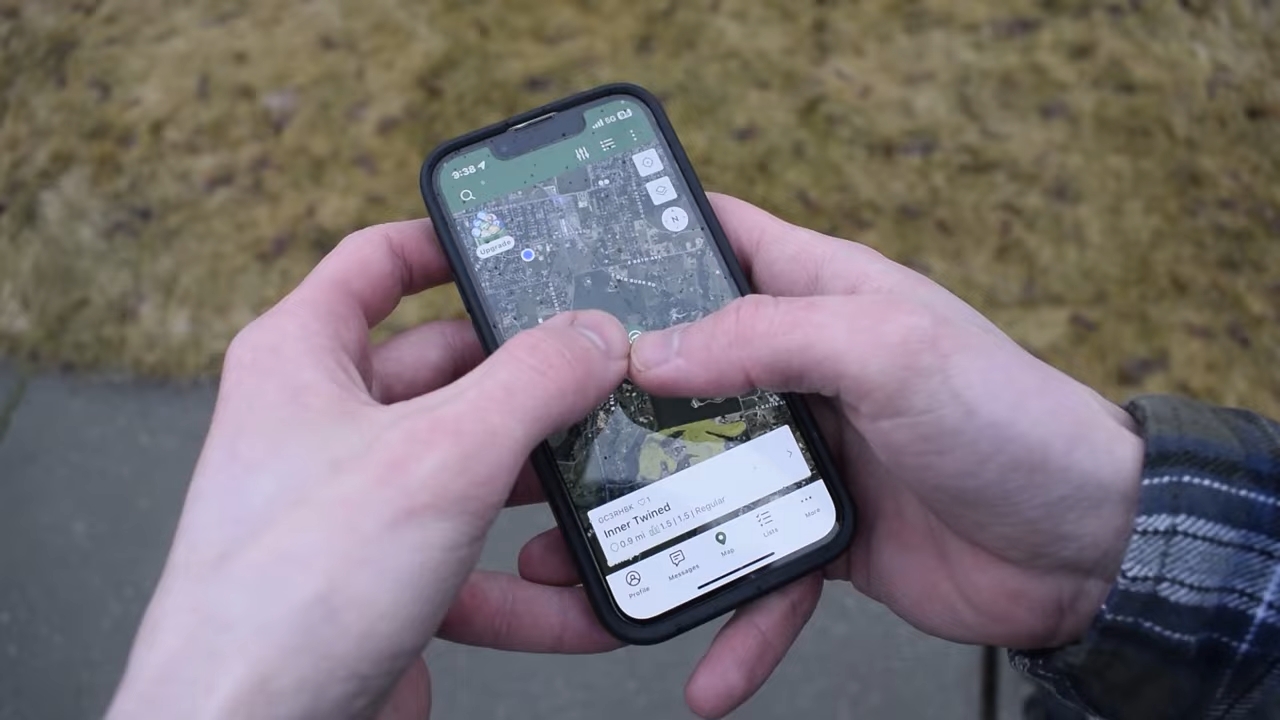 9:38
5G
Upgrade
N
GC3RHBK ♡1
Inner Twined
0.9 mi 1.5 | 1.5 | Regular
Profile
Messages
Map
Lists
More